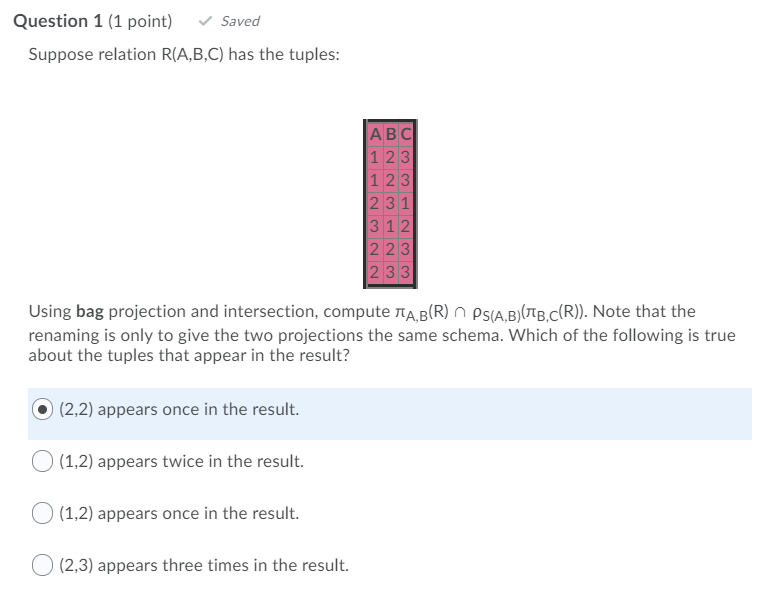 Question 1 (1 point) ✓ Saved
Suppose relation R(A,B,C) has the tuples:
A B C
1 2 3
1 2 3
2 3 1
3 1 2
2 2 3
2 3 3
Using bag projection and intersection, compute πA,B(R) ∩ ρS(A,B)(πB,C(R)). Note that the
renaming is only to give the two projections the same schema. Which of the following is true
about the tuples that appear in the result?
(2,2) appears once in the result.
(1,2) appears twice in the result.
(1,2) appears once in the result.
(2,3) appears three times in the result.